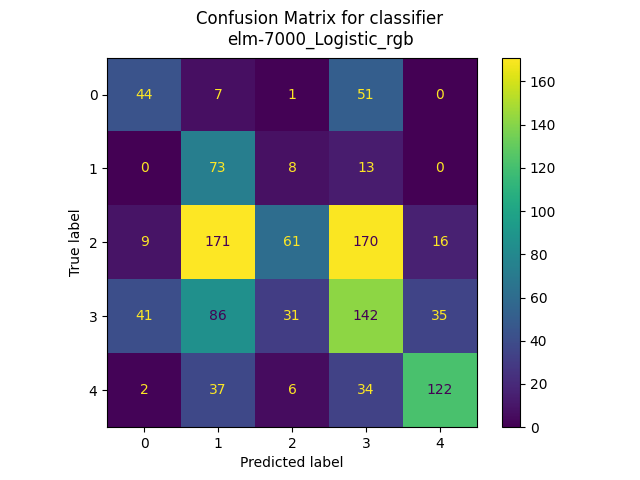 Confusion Matrix for classifier
elm-7000_Logistic_rgb
0 44 7 1 51 0
1 0 73 8 13 0
2 9 171 61 170 16
3 41 86 31 142 35
4 2 37 6 34 122
0 1 2 3 4
True label
Predicted label
160
140
120
100
80
60
40
20
0